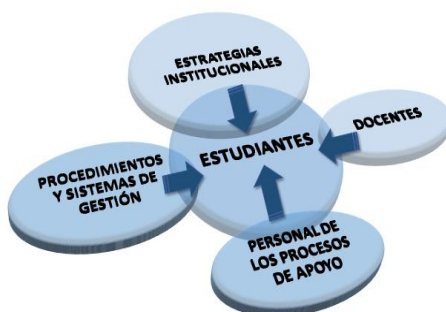 ESTRATEGIAS
INSTITUCIONALES
DOCENTES
ESTUDIANTES
PROCEDIMIENTOS
Y SISTEMAS DE
GESTIÓN
PERSONAL DE
LOS PROCESOS
DE APOYO